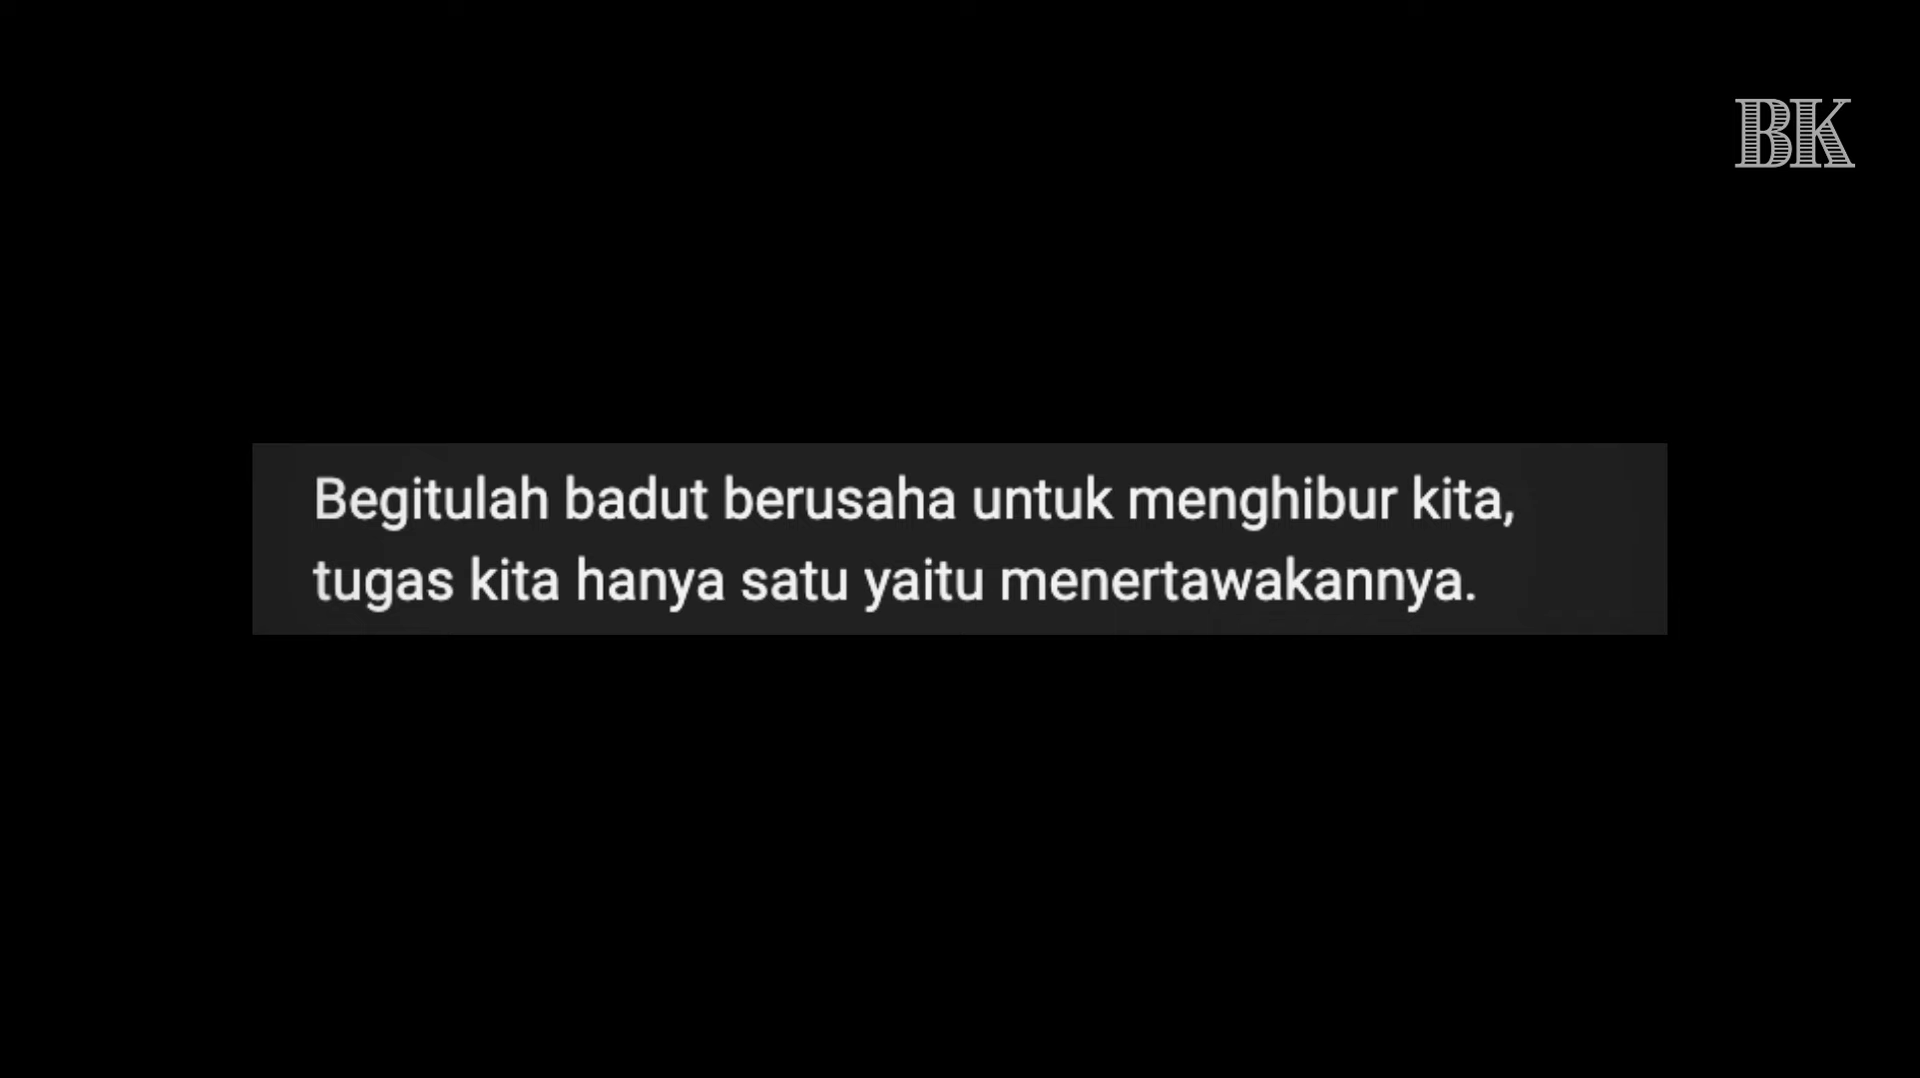 BK
Begitulah badut berusaha untuk menghibur kita,
tugas kita hanya satu yaitu menertawakannya.